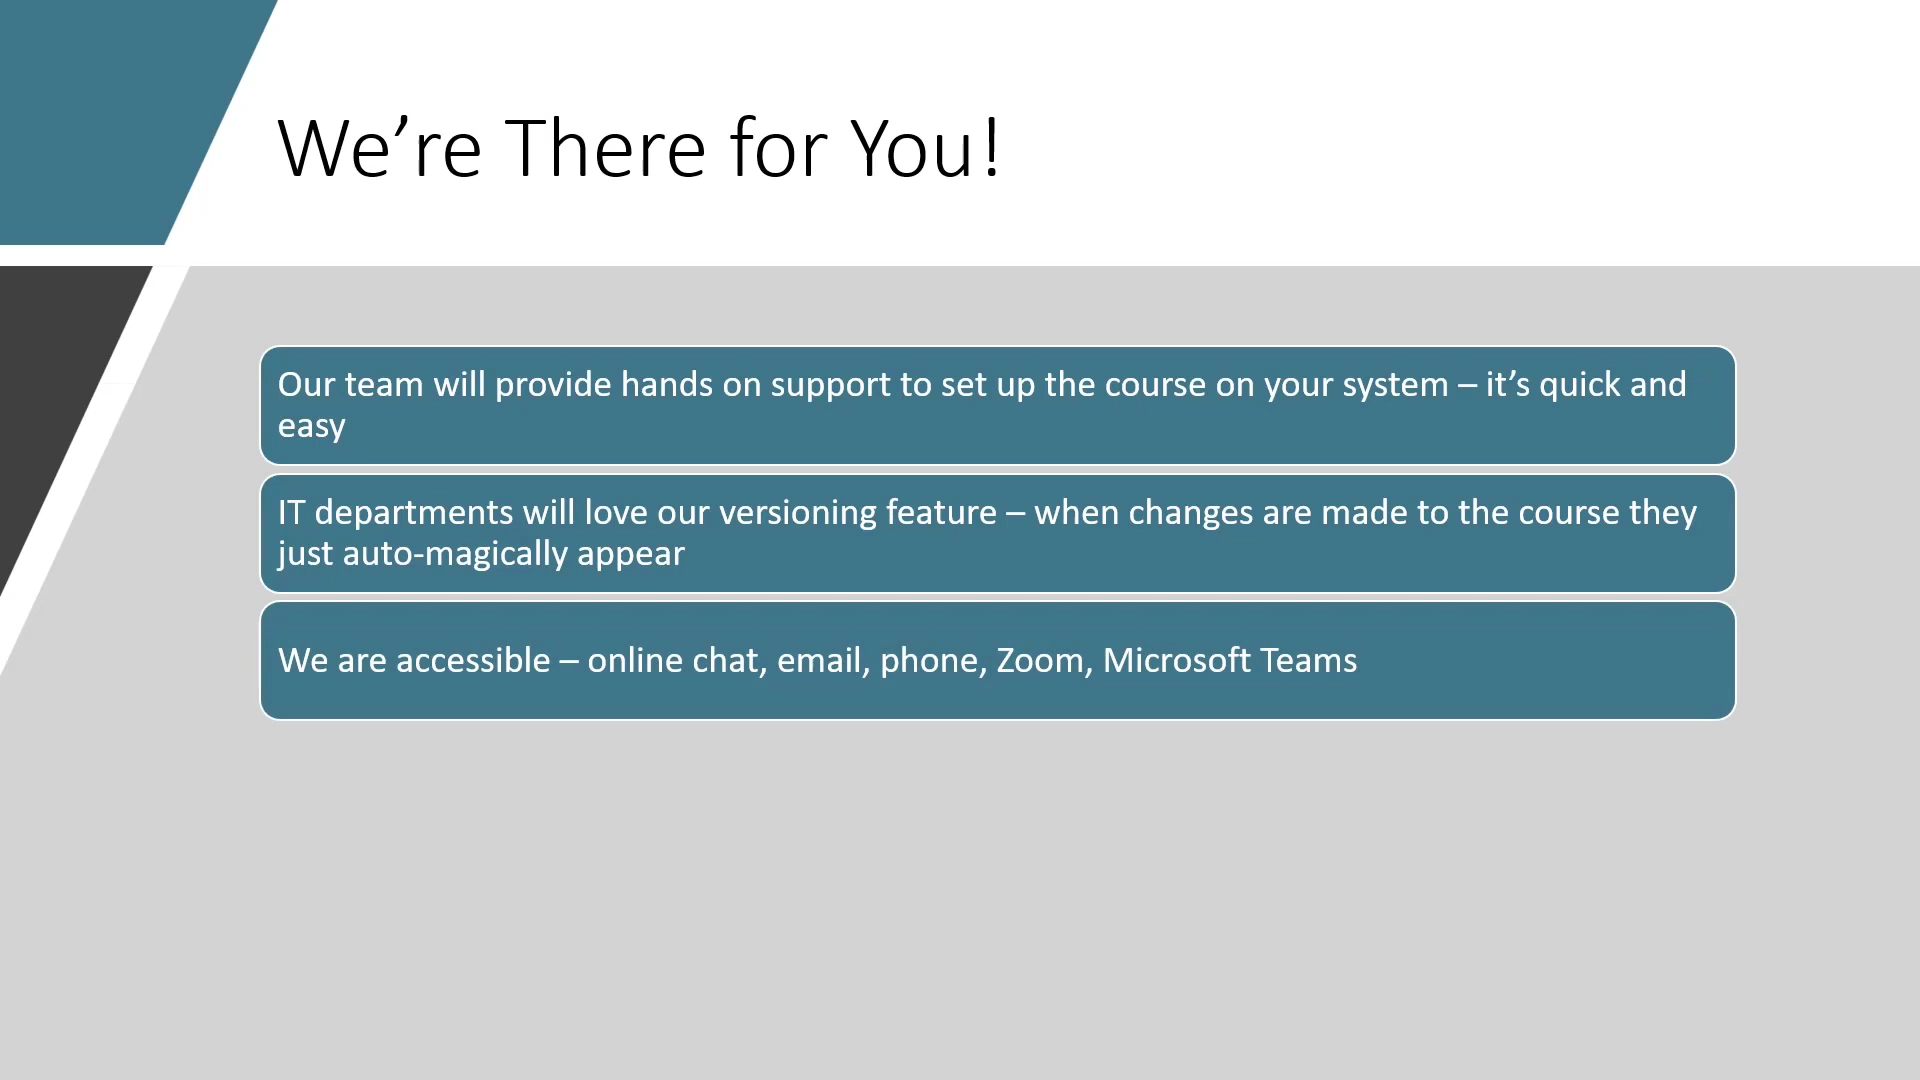 We’re There for You!
Our team will provide hands on support to set up the course on your system – it’s quick and
easy
IT departments will love our versioning feature – when changes are made to the course they
just auto-magically appear
We are accessible – online chat, email, phone, Zoom, Microsoft Teams